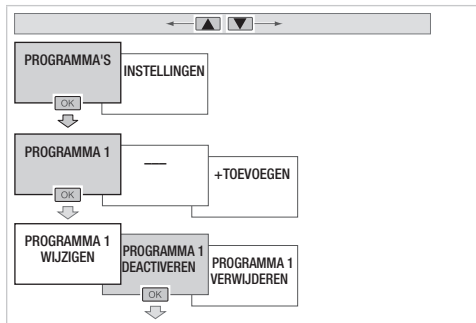 PROGRAMMA'S
INSTELLINGEN
OK
PROGRAMMA 1
+TOEVOEGEN
OK
PROGRAMMA 1
WIJZIGEN
PROGRAMMA 1
DEACTIVEREN
PROGRAMMA 1
VERWIJDEREN
OK